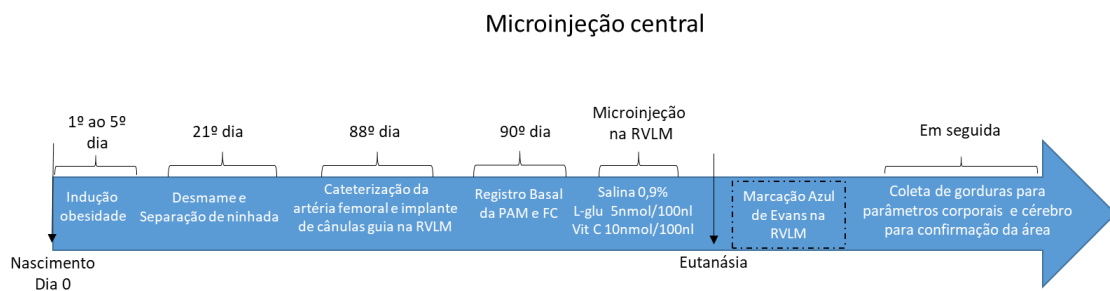 Microinjeção central
1º ao 5º
dia
21º dia
88º dia
90º dia
Microinjeção
na RVLM
Em seguida
Indução
obesidade
Desmame e
Separação de ninhada
Cateterização da
artéria femoral e implante
de cânulas guia na RVLM
Registro Basal
da PAM e FC
Salina 0,9%
L-glu 5nmol/100nl
Vit C 10nmol/100nl
Marcação Azul
de Evans na
RVLM
Coleta de gorduras para
parâmetros corporais e cérebro
para confirmação da área
Nascimento
Dia 0
Eutanásia